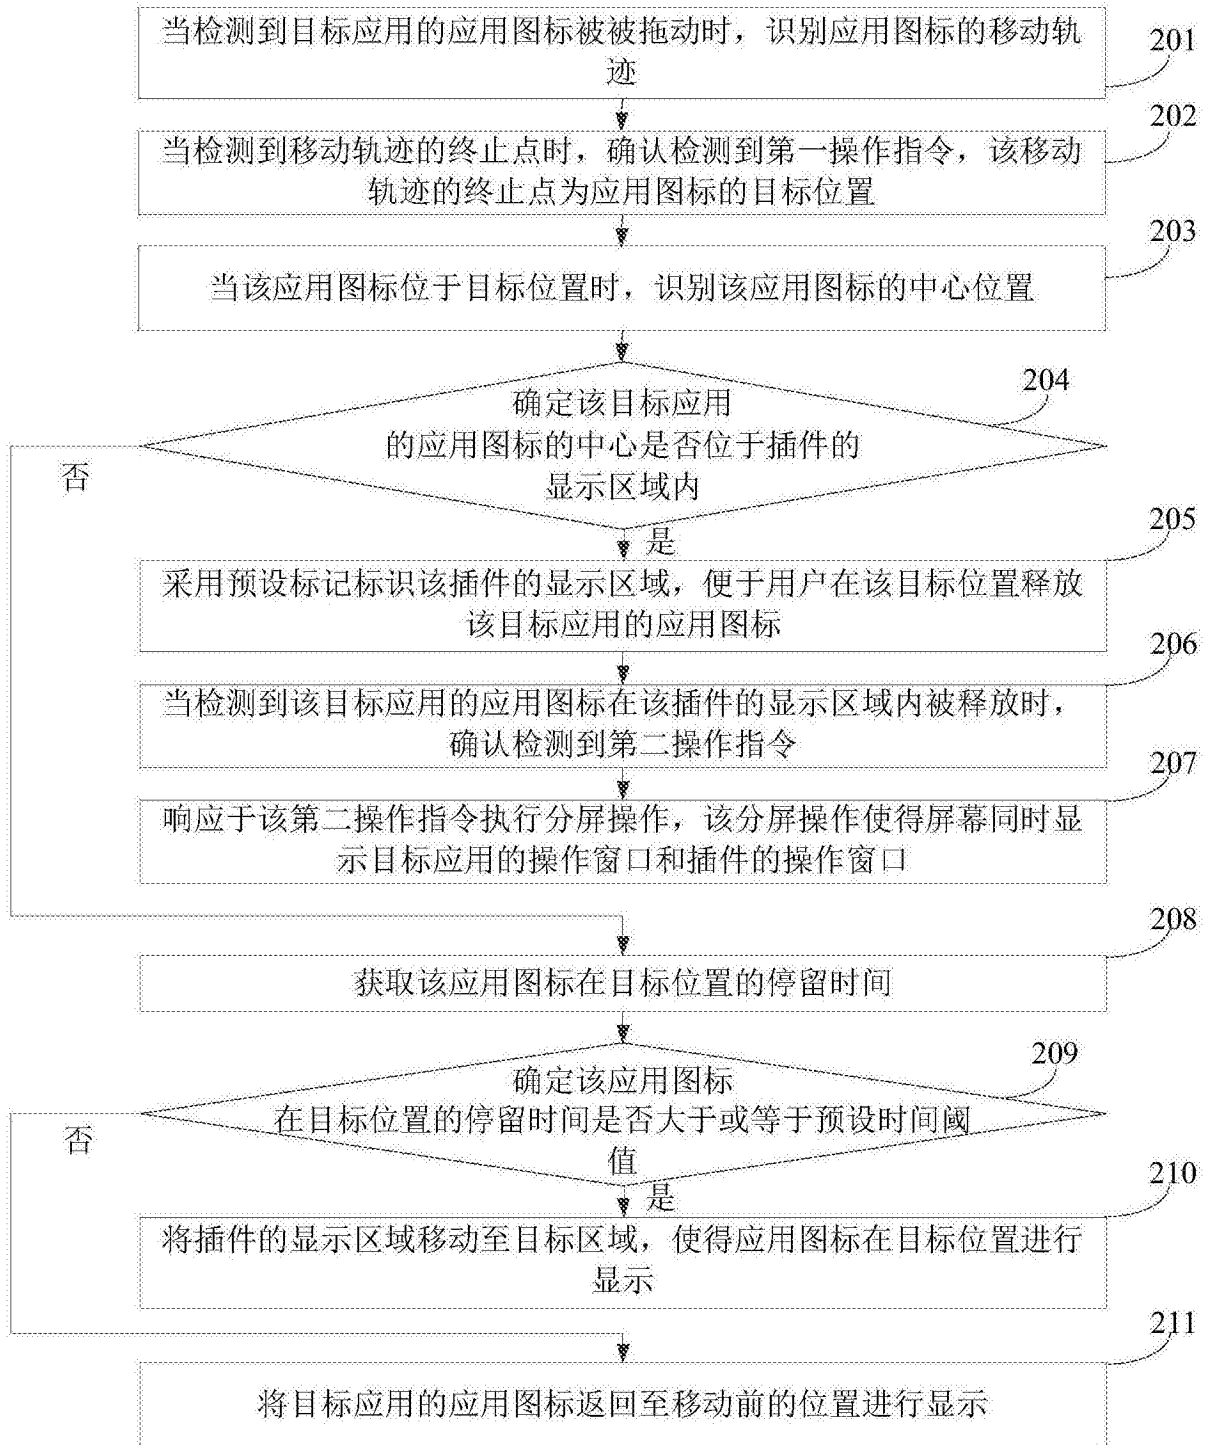 当检测到目标应用的应用图标被被拖动时，识别应用图标的移动轨
迹
201
当检测到移动轨迹的终止点时，确认检测到第一操作指令，该移动
轨迹的终止点为应用图标的目标位置
202
当该应用图标位于目标位置时，识别该应用图标的中心位置
203
确定该目标应用
的应用图标的中心是否位于插件的
显示区域内
204
否
是
采用预设标记标识该插件的显示区域，便于用户在该目标位置释放
该目标应用的应用图标
205
当检测到该目标应用的应用图标在该插件的显示区域内被释放时，
确认检测到第二操作指令
206
响应于该第二操作指令执行分屏操作，该分屏操作使得屏幕同时显
示目标应用的操作窗口和插件的操作窗口
207
获取该应用图标在目标位置的停留时间
208
确定该应用图标
在目标位置的停留时间是否大于或等于预设时间阈
值
209
否
是
将插件的显示区域移动至目标区域，使得应用图标在目标位置进行
显示
210
将目标应用的应用图标返回至移动前的位置进行显示
211